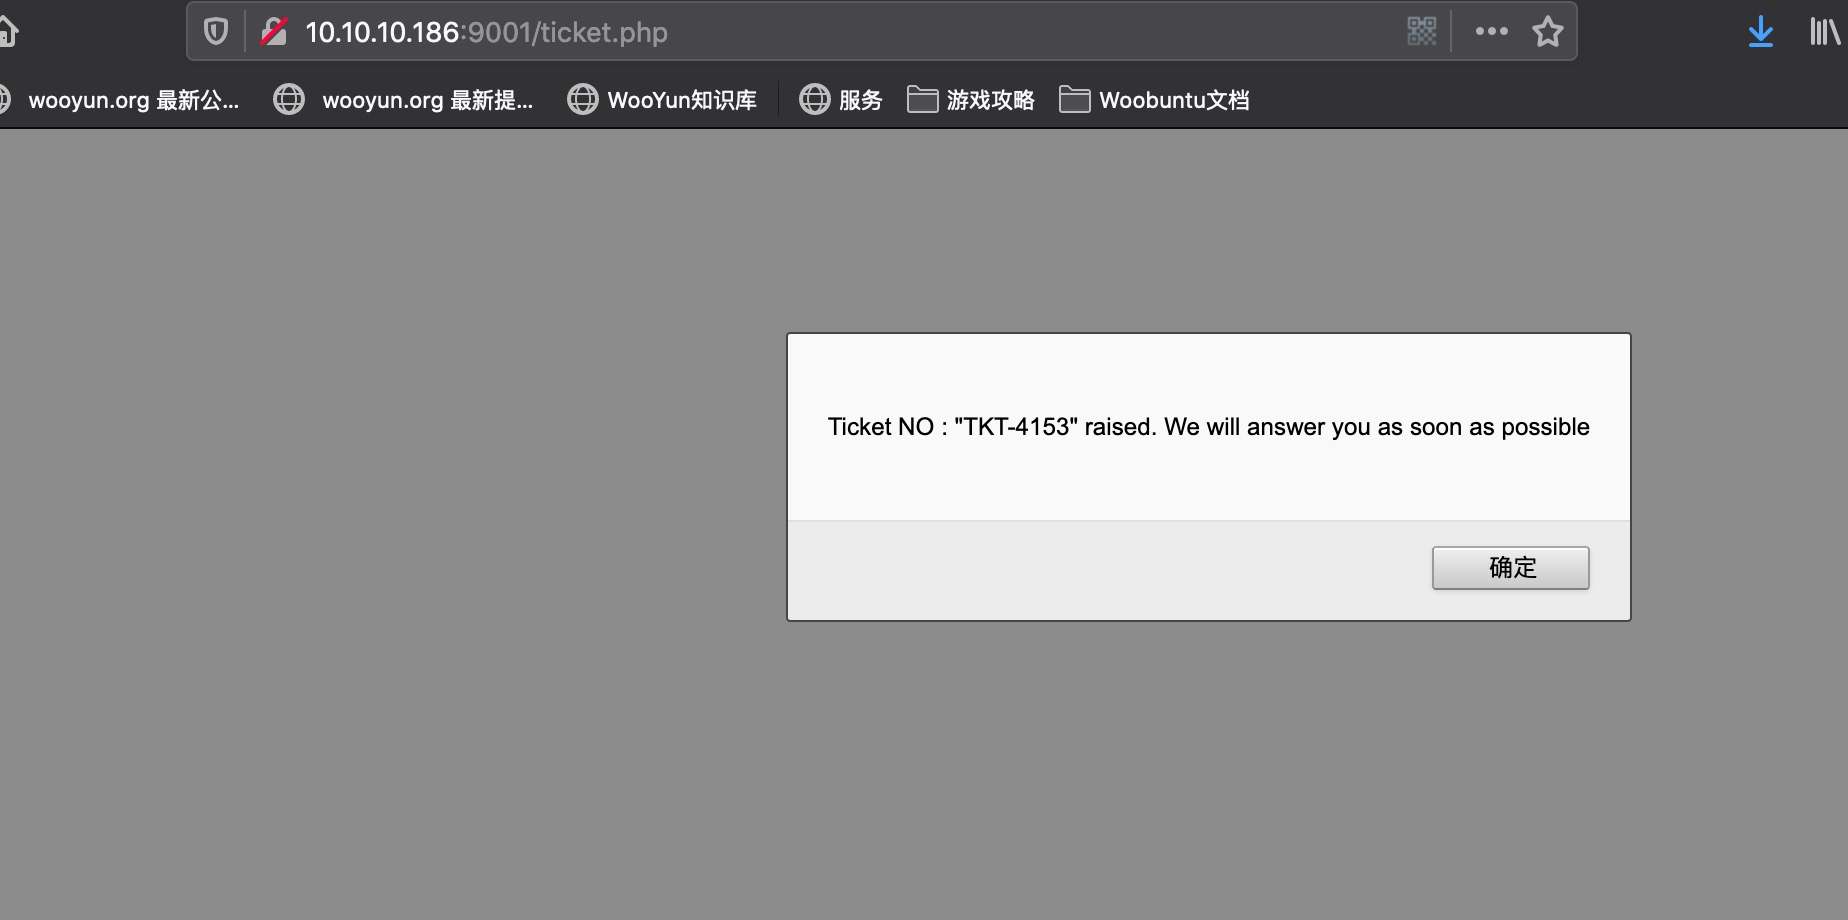 10.10.10.186:9001/ticket.php
wooyun.org 最新公... wooyun.org 最新提... WooYun知识库 服务 游戏攻略 Woobuntu文档
Ticket NO : "TKT-4153" raised. We will answer you as soon as possible
确定